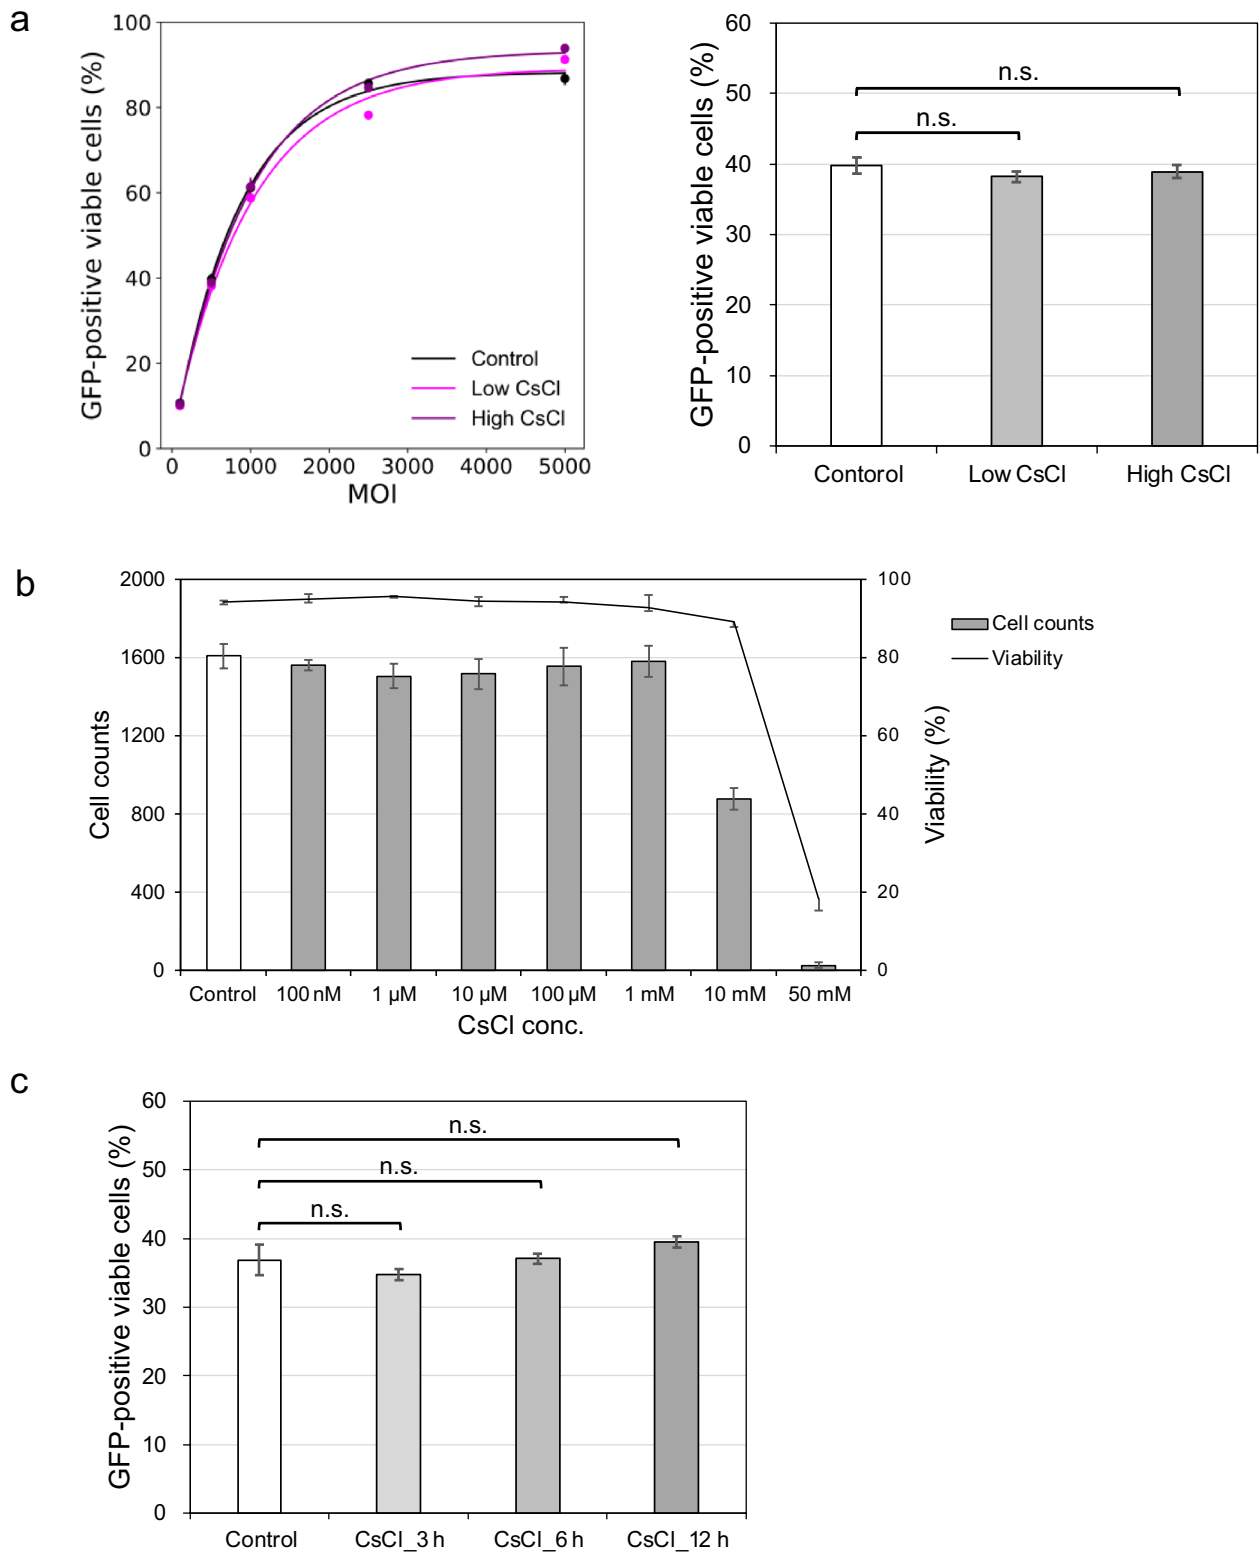 a
GFP-positive viable cells (%)
100
80
60
40
20
0
0 1000 2000 3000 4000 5000
MOI
Control
Low CsCl
High CsCl
GFP-positive viable cells (%)
60
50
40
30
20
10
0
n.s.
n.s.
Contorol Low CsCl High CsCl
b
Cell counts
2000
1600
1200
800
400
0
100
80
60
40
20
0
Viability (%)
Cell counts
Viability
Control 100 nM 1 µM 10 µM 100 µM 1 mM 10 mM 50 mM
CsCl conc.
c
GFP-positive viable cells (%)
60
50
40
30
20
10
0
n.s.
n.s.
n.s.
Control CsCl_3 h CsCl_6 h CsCl_12 h